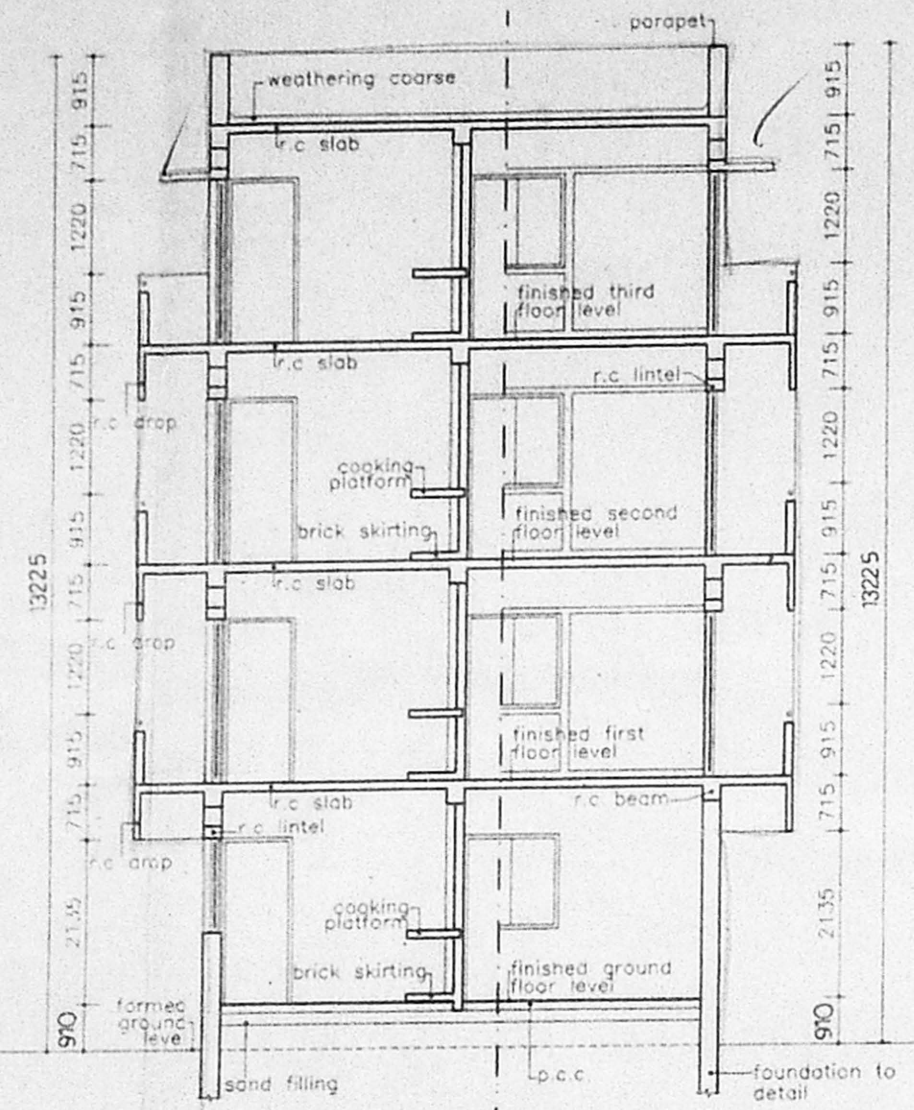 parapet
weathering coarse
r.c slab
finished third
floor level
r.c slab
r.c lintel
r.c drop
cooking
platform
finished second
floor level
brick skirting
r.c slab
r.c drop
finished first
floor level
r.c slab
r.c. beam
r.c lintel
r.c drop
cooking
platform
finished ground
floor level
brick skirting
formed
ground
level
sand filling
p.c.c.
foundation to
detail
915
715
1220
915
715
1220
915
715
1220
915
715
2135
910
13225
915
715
1220
915
715
1220
915
715
1220
915
715
2135
910
13225